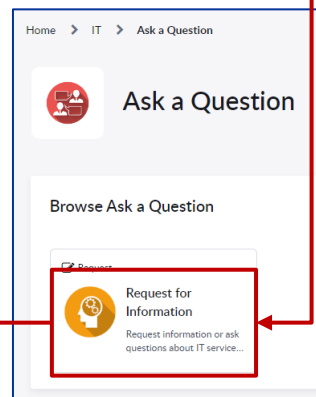 Home > IT > Ask a Question
Ask a Question
Browse Ask a Question
Request
Request for
Information
Request information or ask
questions about IT service...